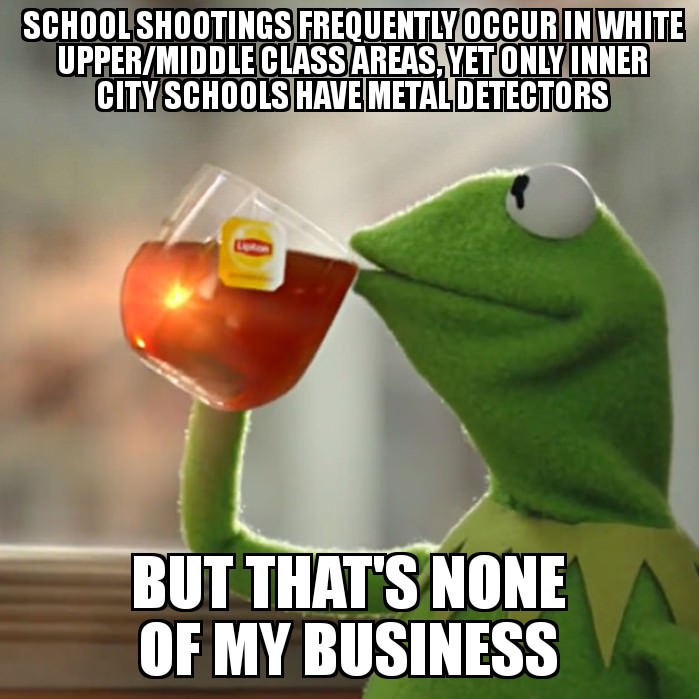 SCHOOL SHOOTINGS FREQUENTLY OCCUR IN WHITE
UPPER/MIDDLE CLASS AREAS, YET ONLY INNER
CITY SCHOOLS HAVE METAL DETECTORS
Lipton
BUT THAT'S NONE
OF MY BUSINESS